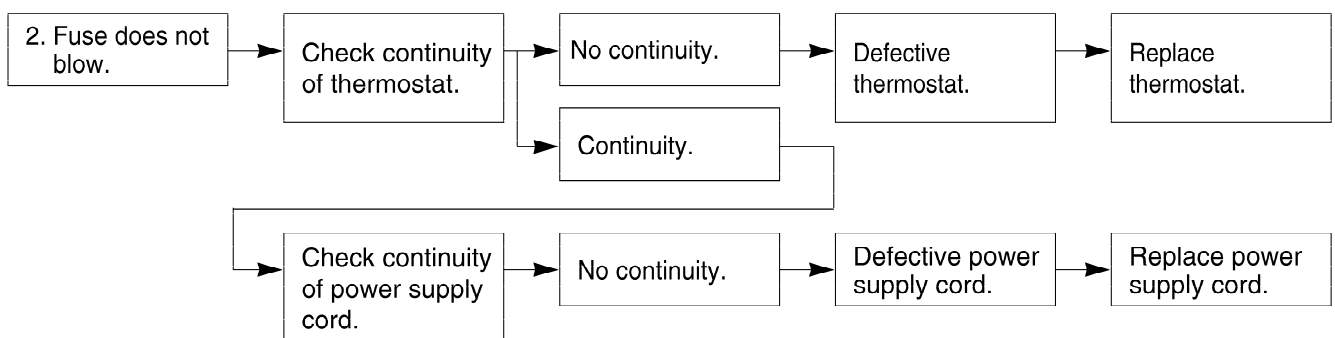 2. Fuse does not
blow.
Check continuity
of thermostat.
No continuity.
Defective
thermostat.
Replace
thermostat.
Continuity.
Check continuity
of power supply
cord.
No continuity.
Defective power
supply cord.
Replace power
supply cord.